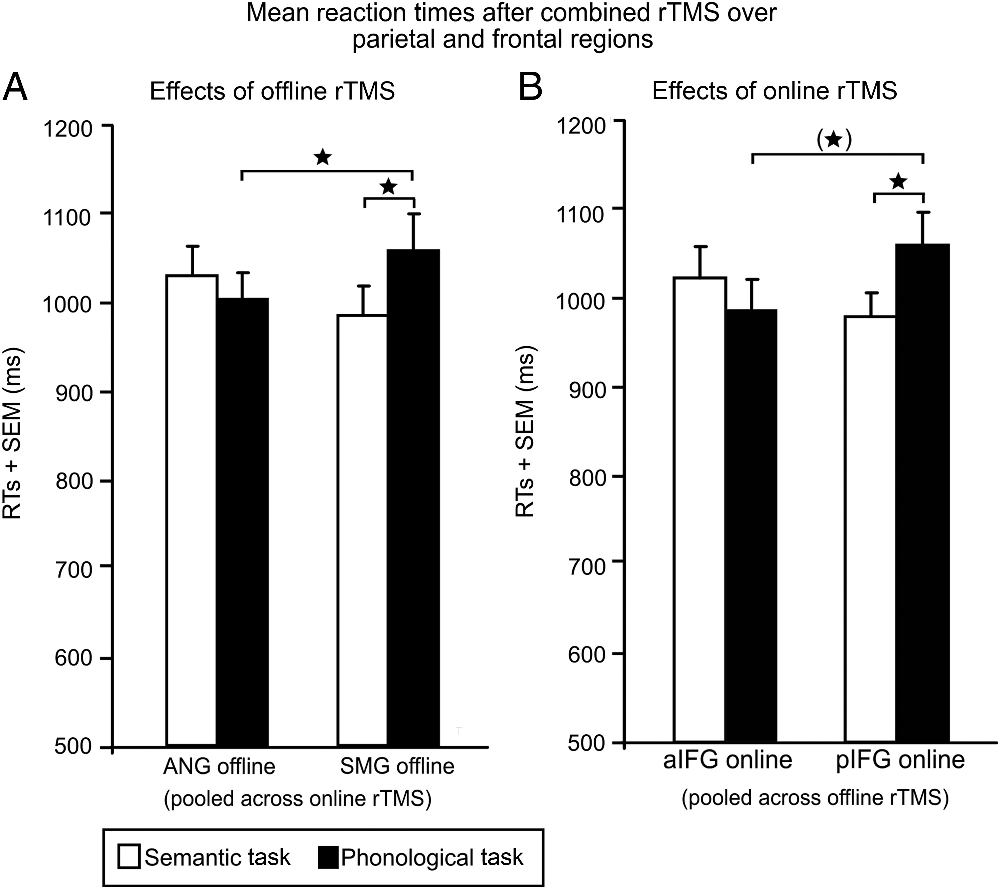 Mean reaction times after combined rTMS over
parietal and frontal regions
A
Effects of offline rTMS
1200
1100
1000
900
800
700
600
500
RTs + SEM (ms)
ANG offline
SMG offline
(pooled across online rTMS)
B
Effects of online rTMS
1200
1100
1000
900
800
700
600
500
RTs + SEM (ms)
(★)
aIFG online
pIFG online
(pooled across offline rTMS)
Semantic task
Phonological task